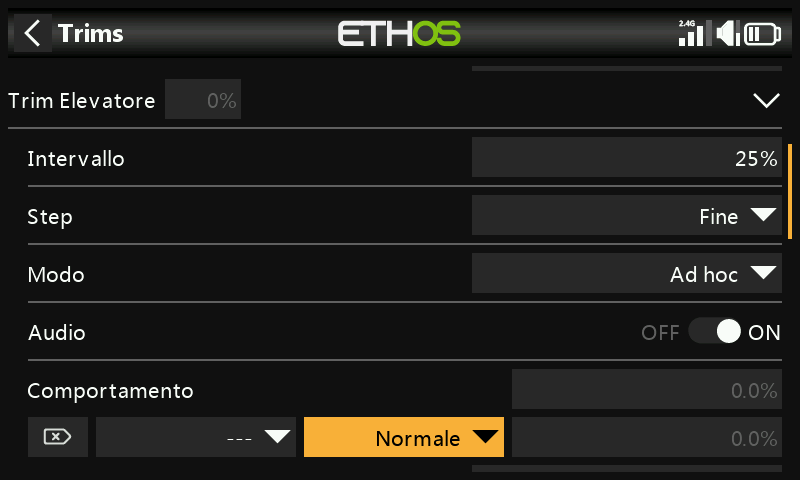 Trims
ETHOS
2.4G
Trim Elevatore 0%
Intervallo 25%
Step Fine
Modo Ad hoc
Audio OFF ON
Comportamento 0.0%
--- Normale 0.0%